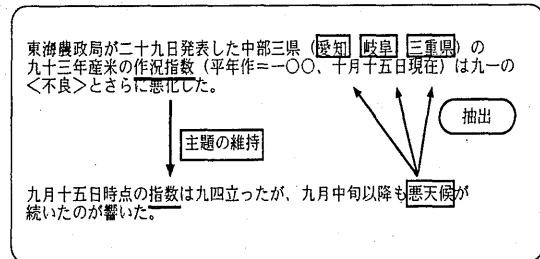 東海農政局が二十九日発表した中部三県（愛知 岐阜 三重県）の
九十三年産米の作況指数（平年作＝一〇〇、十月十五日現在）は九一の
＜不良＞とさらに悪化した。
抽出
主題の維持
九月十五日時点の指数は九四立ったが、九月中旬以降も悪天候が
続いたのが響いた。